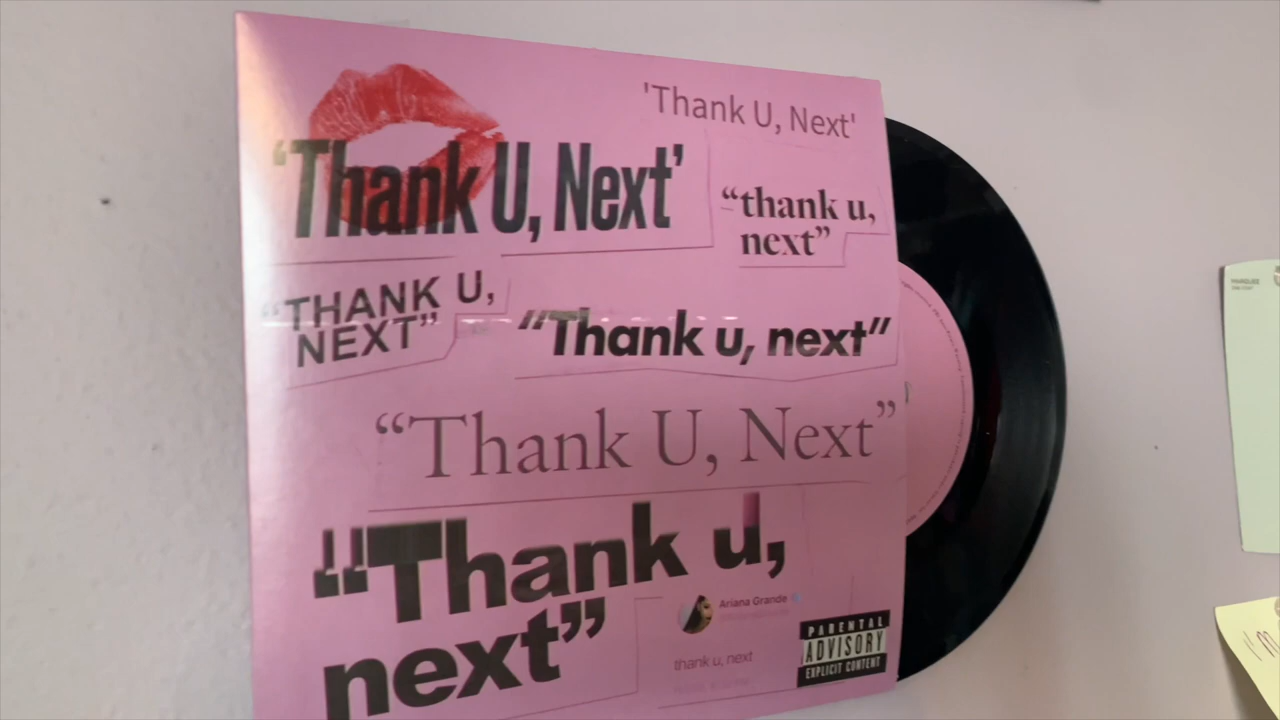 'Thank U, Next'
‘Thank U, Next’
“thank u,
next”
“THANK U,
NEXT”
“Thank u, next”
“Thank U, Next”
“Thank u,
next”
Ariana Grande
thank u, next
PARENTAL
ADVISORY
EXPLICIT CONTENT
"I'M